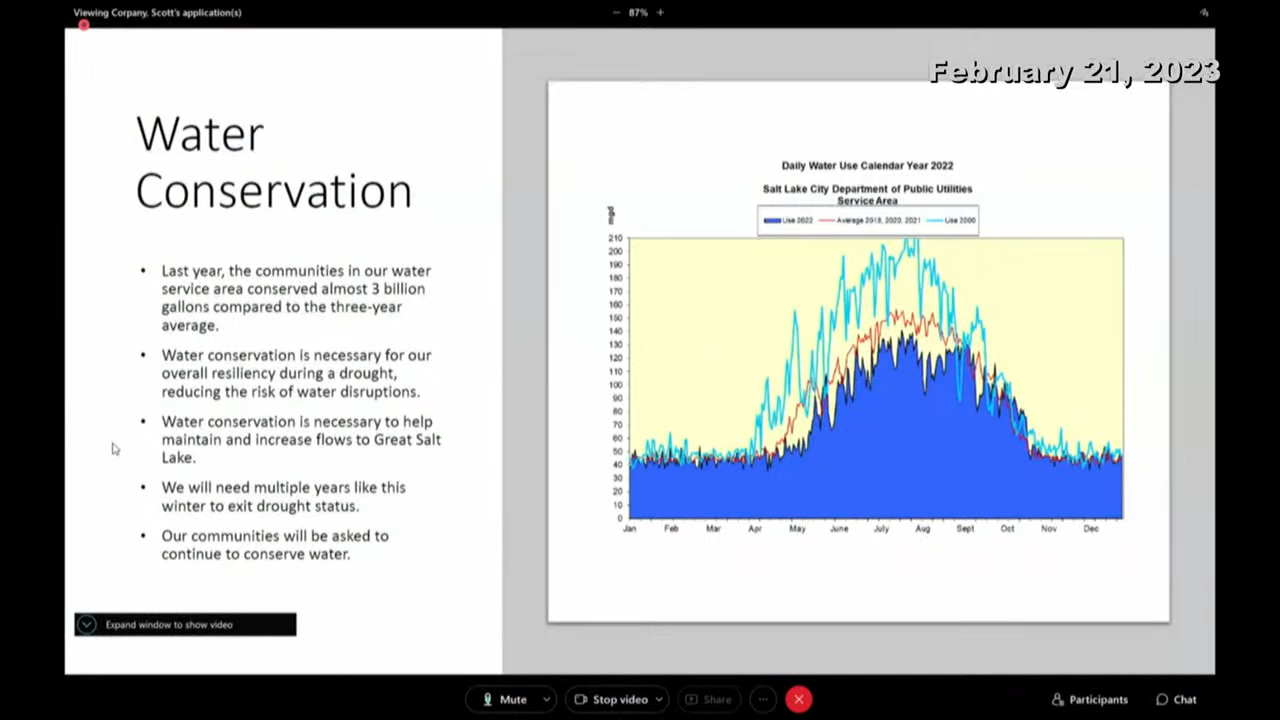 Viewing Corpany, Scott's application(s)
87%
February 21, 2023
Water
Conservation
• Last year, the communities in our water
service area conserved almost 3 billion
gallons compared to the three-year
average.
• Water conservation is necessary for our
overall resiliency during a drought,
reducing the risk of water disruptions.
• Water conservation is necessary to help
maintain and increase flows to Great Salt
Lake.
• We will need multiple years like this
winter to exit drought status.
• Our communities will be asked to
continue to conserve water.
Expand window to show video
Daily Water Use Calendar Year 2022
Salt Lake City Department of Public Utilities
Service Area
mgd
Use 2022 Average 2019, 2020, 2021 Use 2000
210
200
190
180
170
160
150
140
130
120
110
100
90
80
70
60
50
40
30
20
10
0
Jan Feb Mar Apr May June July Aug Sept Oct Nov Dec
Mute Stop video Share Participants Chat